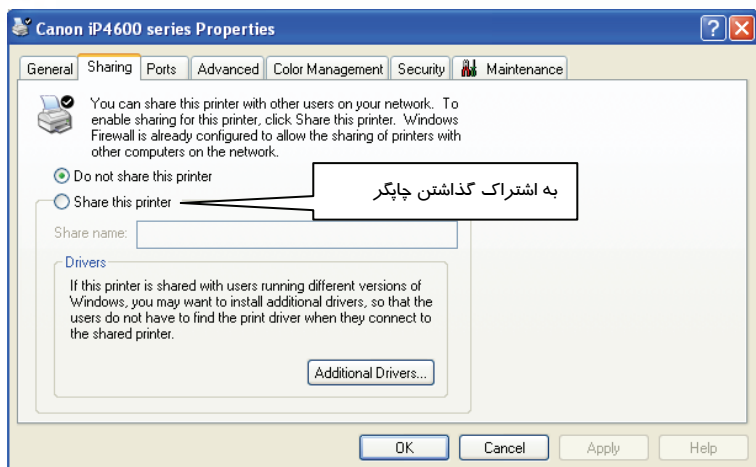 Canon iP4600 series Properties
General Sharing Ports Advanced Color Management Security Maintenance
You can share this printer with other users on your network. To
enable sharing for this printer, click Share this printer. Windows
Firewall is already configured to allow the sharing of printers with
other computers on the network.
Do not share this printer
به اشتراک گذاشتن چاپگر
Share this printer
Share name:
Drivers
If this printer is shared with users running different versions of
Windows, you may want to install additional drivers, so that the
users do not have to find the print driver when they connect to
the shared printer.
Additional Drivers...
OK Cancel Apply Help